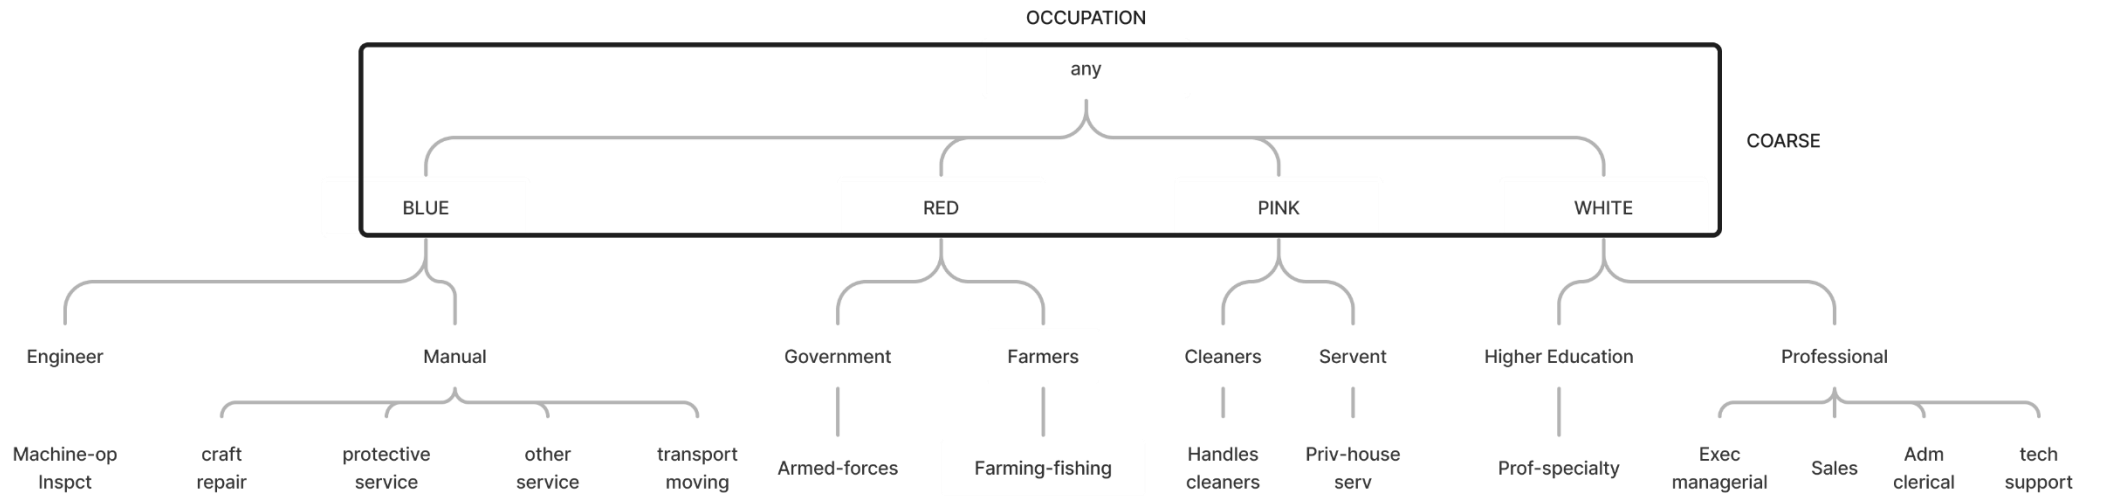 OCCUPATION
any
COARSE
BLUE
RED
PINK
WHITE
Engineer
Manual
Government
Farmers
Cleaners
Servent
Higher Education
Professional
Machine-op
Inspct
craft
repair
protective
service
other
service
transport
moving
Armed-forces
Farming-fishing
Handles
cleaners
Priv-house
serv
Prof-specialty
Exec
managerial
Sales
Adm
clerical
tech
support